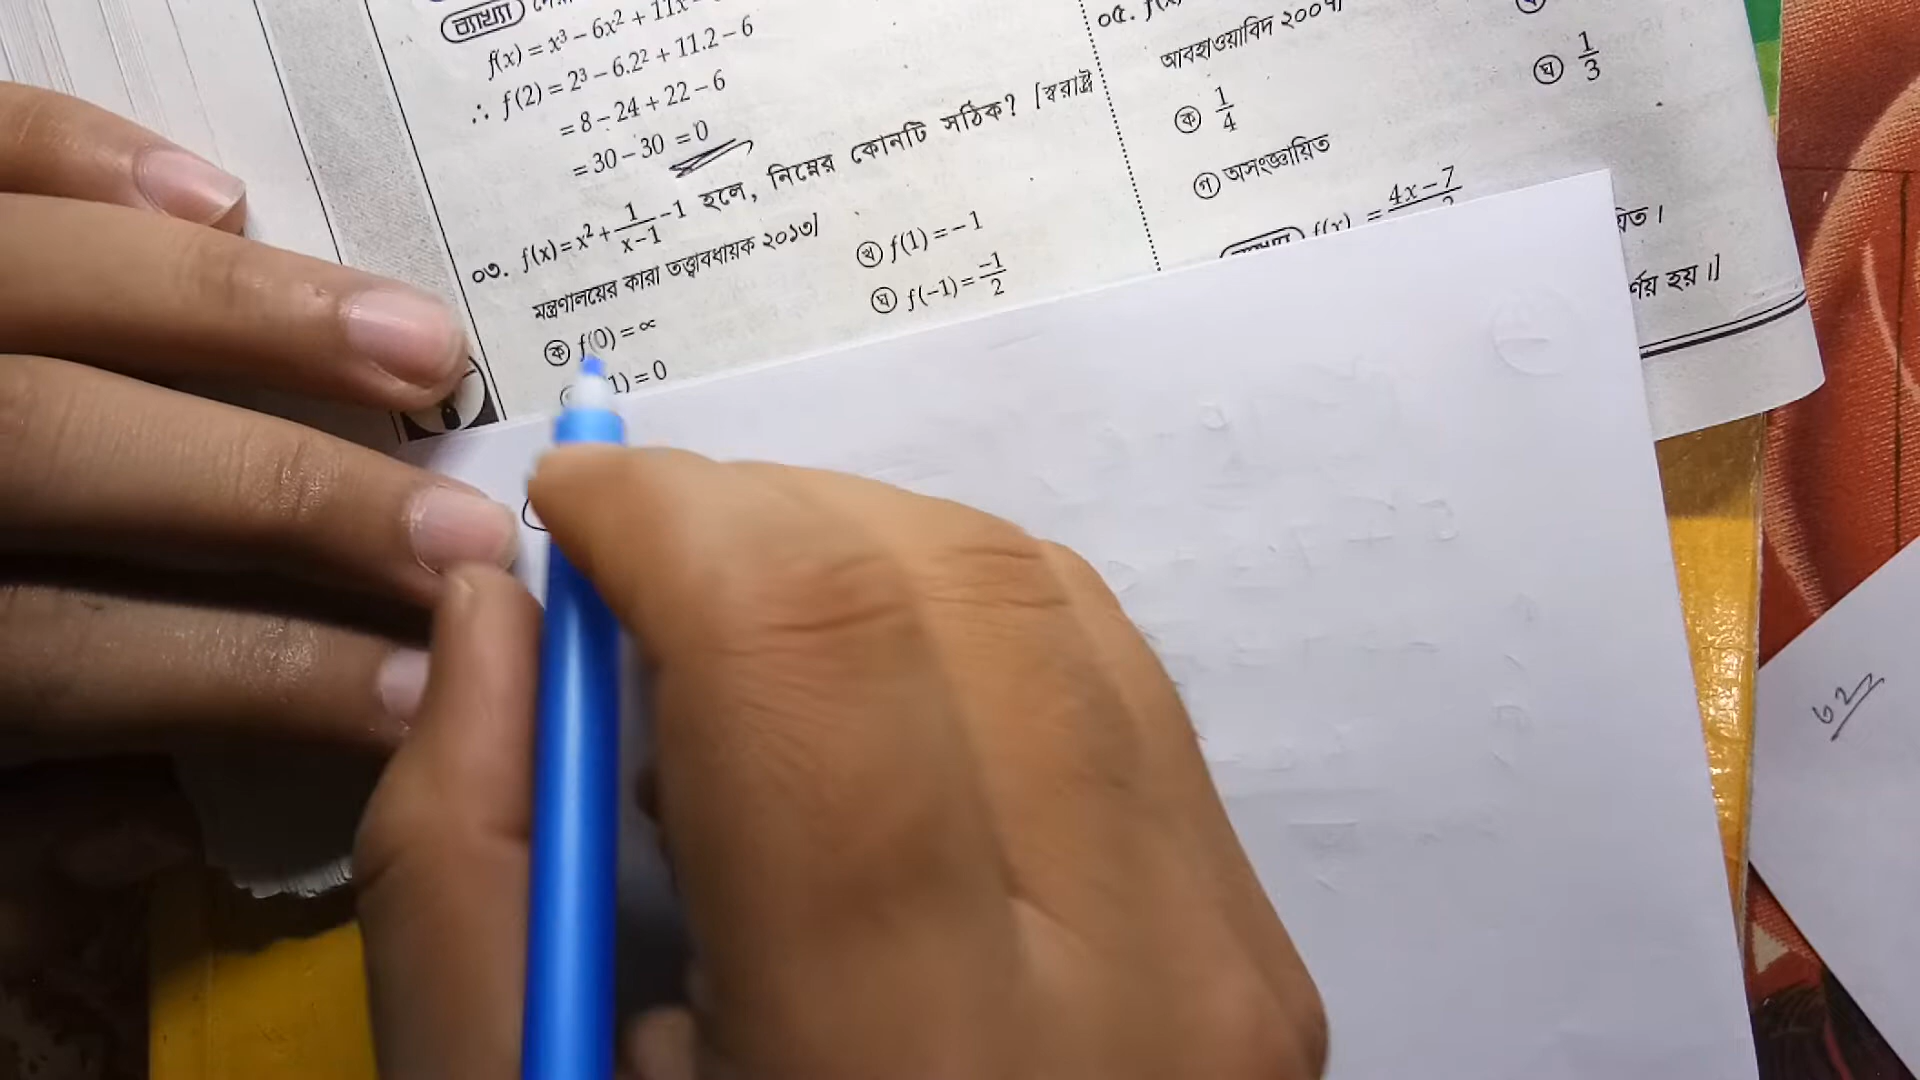 ব্যাখ্যা
f(x) = x³ – 6x² + 11x
∴ f(2) = 2³ – 6.2² + 11.2 – 6
= 8 – 24 + 22 – 6
= 30 – 30 = 0
০৩. f(x) = x² + 1/(x–1) – 1 হলে, নিম্নের কোনটি সঠিক? [স্বরাষ্ট্র
মন্ত্রণালয়ের কারা তত্ত্বাবধায়ক ২০১৩]
ক f(0) = ∝
খ f(1) = –1
1) = 0
ঘ f(–1) = –1/2
০৫. f(x
আবহাওয়াবিদ ২০০৭]
ক 1/4
ঘ 1/3
গ অসংজ্ঞায়িত
f(x) = 4x – 7
য়িত।
র্ণয় হয়।]